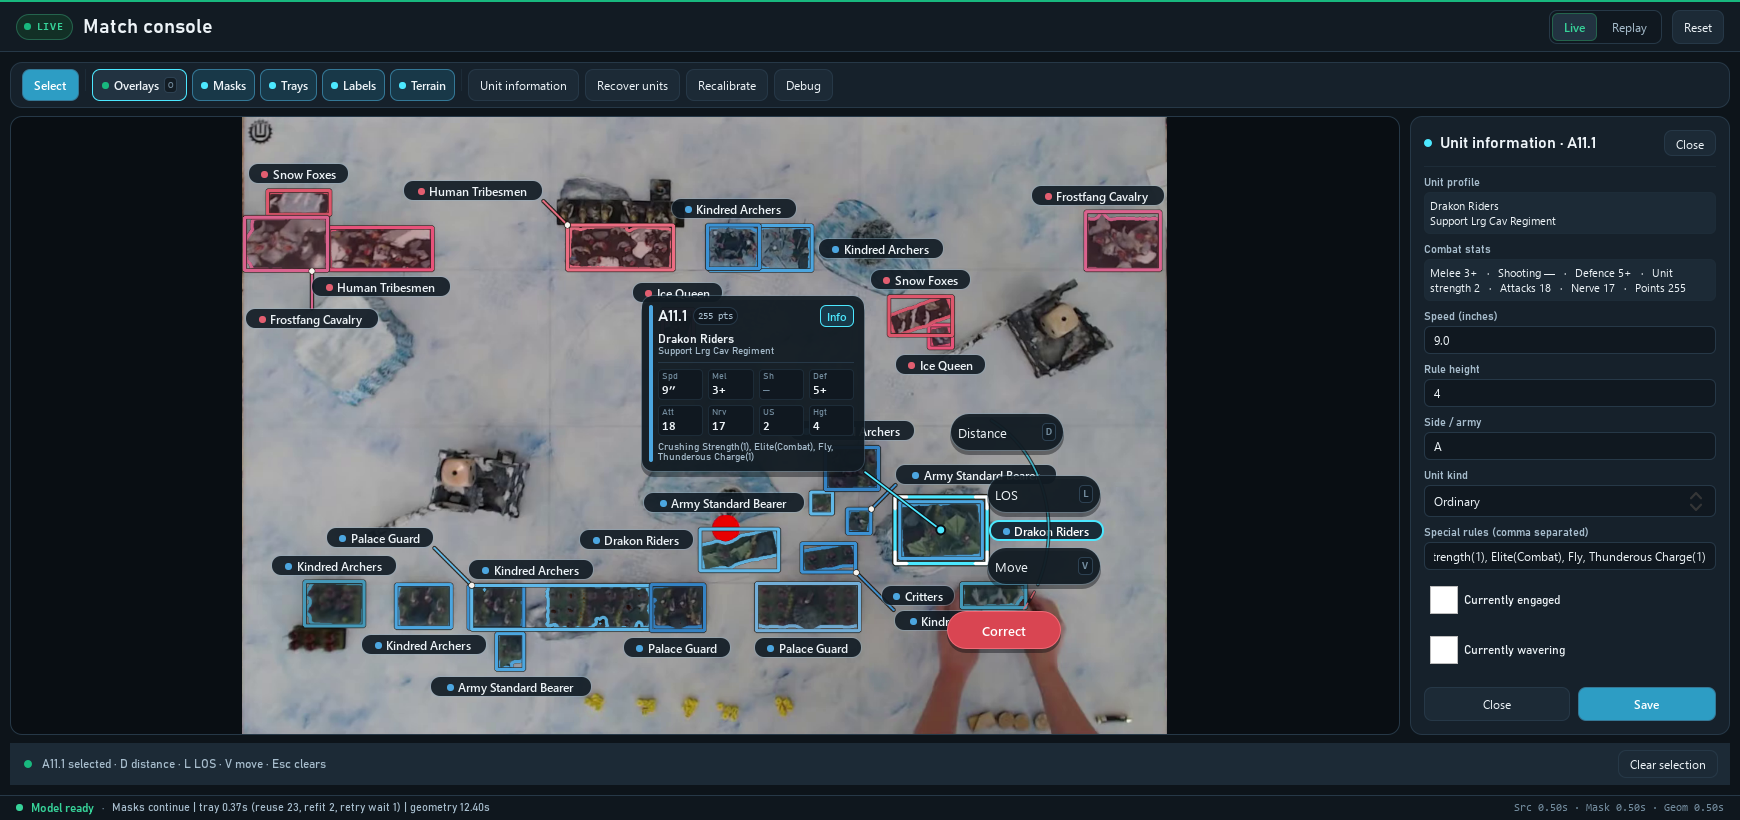 LIVE
Match console
Live
Replay
Reset
Select
Overlays O
Masks
Trays
Labels
Terrain
Unit information
Recover units
Recalibrate
Debug
Snow Foxes
Human Tribesmen
Kindred Archers
Frostfang Cavalry
Kindred Archers
Snow Foxes
Human Tribesmen
Ice Queen
Frostfang Cavalry
A11.1
255 pts
Info
Drakon Riders
Support Lrg Cav Regiment
Spd
Mel
Sh
Def
9″
3+
—
5+
Att
Nrv
US
Hgt
18
17
2
4
Crushing Strength(1), Elite(Combat), Fly,
Thunderous Charge(1)
Ice Queen
Archers
Distance D
Army Standard Bearer
LOS L
Army Standard Bearer
Drakon Riders
Palace Guard
Drakon Riders
Kindred Archers
Kindred Archers
Move V
Critters
Kindr
Correct
Kindred Archers
Palace Guard
Palace Guard
Army Standard Bearer
Unit information · A11.1
Close
Unit profile
Drakon Riders
Support Lrg Cav Regiment
Combat stats
Melee 3+ · Shooting — · Defence 5+ · Unit
strength 2 · Attacks 18 · Nerve 17 · Points 255
Speed (inches)
9.0
Rule height
4
Side / army
A
Unit kind
Ordinary
Special rules (comma separated)
trength(1), Elite(Combat), Fly, Thunderous Charge(1)
Currently engaged
Currently wavering
Close
Save
A11.1 selected · D distance · L LOS · V move · Esc clears
Clear selection
Model ready · Masks continue | tray 0.37s (reuse 23, refit 2, retry wait 1) | geometry 12.40s
Src 0.50s · Mask 0.50s · Geom 0.50s